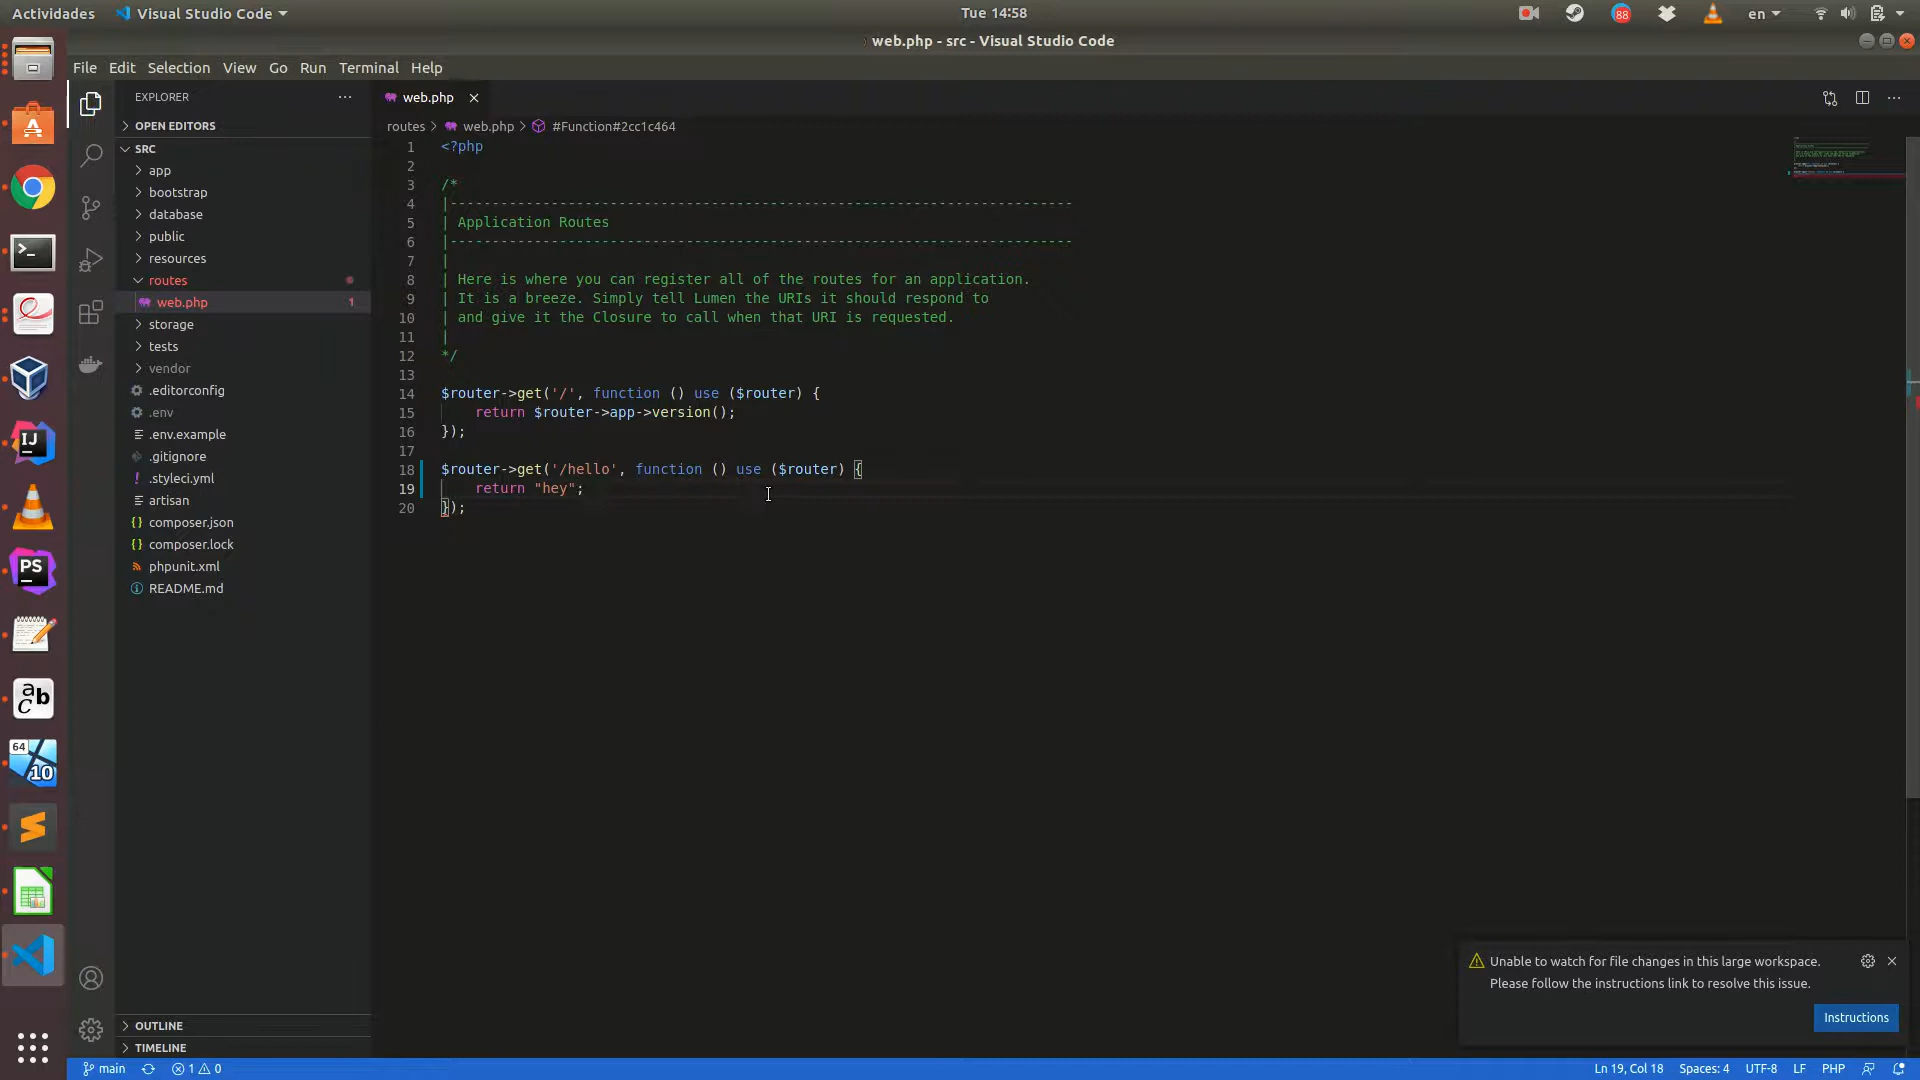 Actividades
Visual Studio Code
Tue 14:58
88
en
web.php - src - Visual Studio Code
File Edit Selection View Go Run Terminal Help
EXPLORER
OPEN EDITORS
SRC
app
bootstrap
database
public
resources
routes
web.php 1
storage
tests
vendor
.editorconfig
.env
.env.example
.gitignore
.styleci.yml
artisan
composer.json
composer.lock
phpunit.xml
README.md
OUTLINE
TIMELINE
web.php
routes > web.php > #Function#2cc1c464
1 <?php
2
3 /*
4 |--------------------------------------------------------------------------
5 | Application Routes
6 |--------------------------------------------------------------------------
7 |
8 | Here is where you can register all of the routes for an application.
9 | It is a breeze. Simply tell Lumen the URIs it should respond to
10 | and give it the Closure to call when that URI is requested.
11 |
12 */
13
14 $router->get('/', function () use ($router) {
15 return $router->app->version();
16 });
17
18 $router->get('/hello', function () use ($router) {
19 return "hey";
20 });
Unable to watch for file changes in this large workspace.
Please follow the instructions link to resolve this issue.
Instructions
main
1 0
Ln 19, Col 18
Spaces: 4
UTF-8
LF
PHP
IJ
PS
acb
64
10